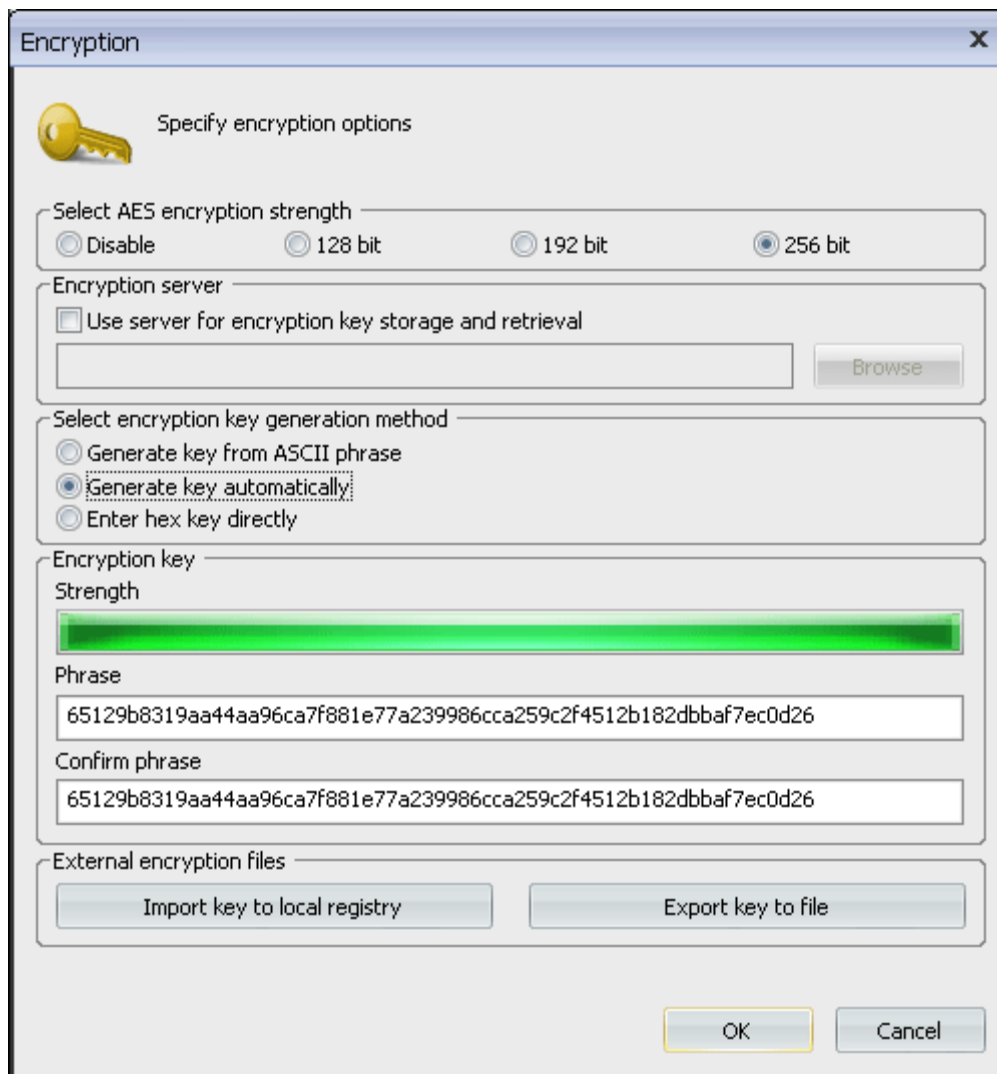 Encryption
x
Specify encryption options
Select AES encryption strength
Disable 128 bit 192 bit 256 bit
Encryption server
Use server for encryption key storage and retrieval
Browse
Select encryption key generation method
Generate key from ASCII phrase
Generate key automatically
Enter hex key directly
Encryption key
Strength
Phrase
65129b8319aa44aa96ca7f881e77a239986cca259c2f4512b182dbbaf7ec0d26
Confirm phrase
65129b8319aa44aa96ca7f881e77a239986cca259c2f4512b182dbbaf7ec0d26
External encryption files
Import key to local registry Export key to file
OK Cancel